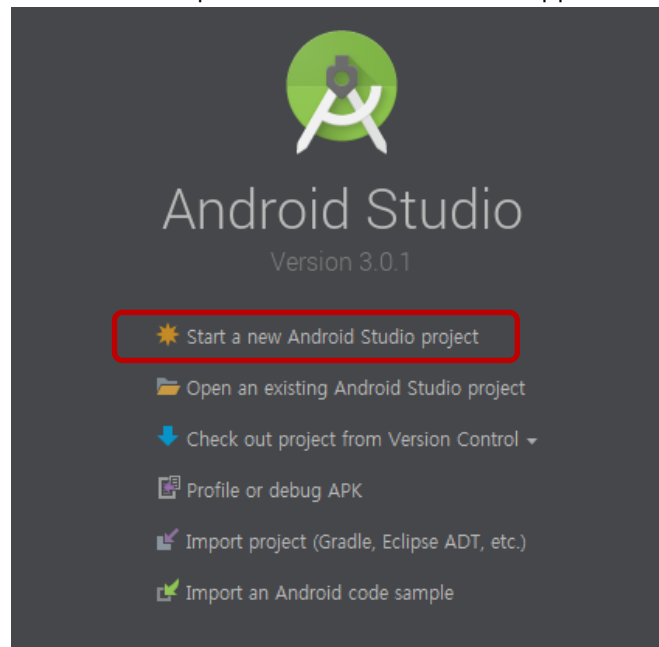 Android Studio
Version 3.0.1
Start a new Android Studio project
Open an existing Android Studio project
Check out project from Version Control
Profile or debug APK
Import project (Gradle, Eclipse ADT, etc.)
Import an Android code sample